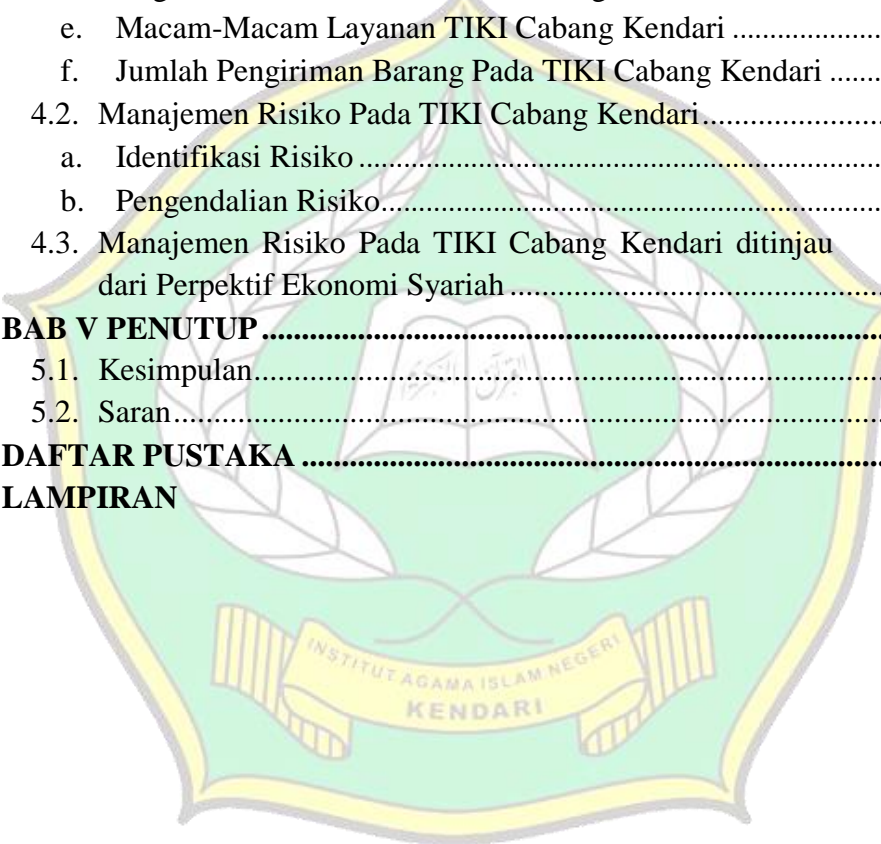 e. Macam-Macam Layanan TIKI Cabang Kendari ....................
f. Jumlah Pengiriman Barang Pada TIKI Cabang Kendari .......
4.2. Manajemen Risiko Pada TIKI Cabang Kendari.........................
a. Identifikasi Risiko ..............................................................
b. Pengendalian Risiko............................................................
4.3. Manajemen Risiko Pada TIKI Cabang Kendari ditinjau
dari Perpektif Ekonomi Syariah ............................................
BAB V PENUTUP..........................................................................
5.1. Kesimpulan..........................................................................
القرآن الكريم
5.2. Saran...................................................................................
DAFTAR PUSTAKA ....................................................................
LAMPIRAN
INSTITUT AGAMA ISLAM NEGERI
KENDARI